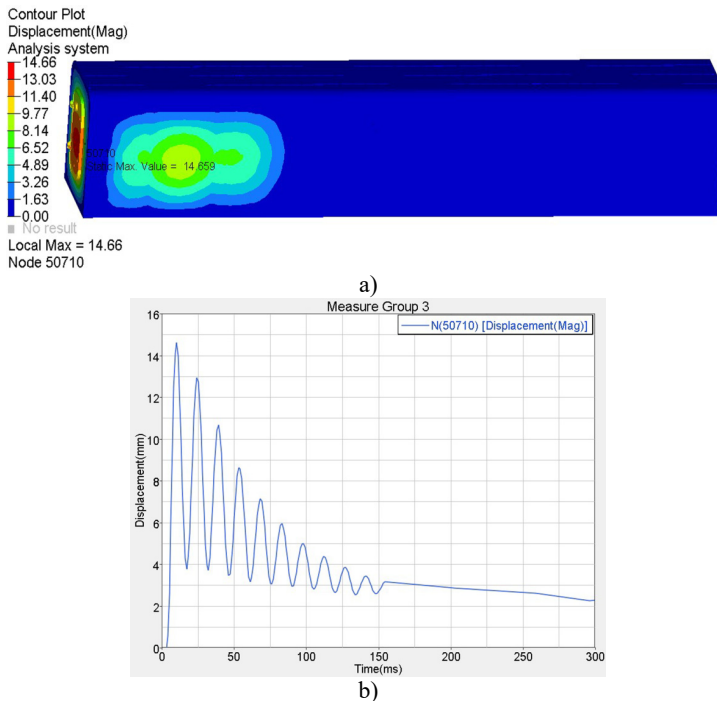 Contour Plot
Displacement(Mag)
Analysis system
14.66
13.03
11.40
9.77
8.14
6.52
4.89
3.26
1.63
0.00
No result
Local Max = 14.66
Node 50710
50710
Static Max. Value = 14.659
a)
Measure Group 3
N(50710) [Displacement(Mag)]
16
14
12
10
8
6
4
2
0
Displacement(mm)
0 50 100 150 200 250 300
Time(ms)
b)